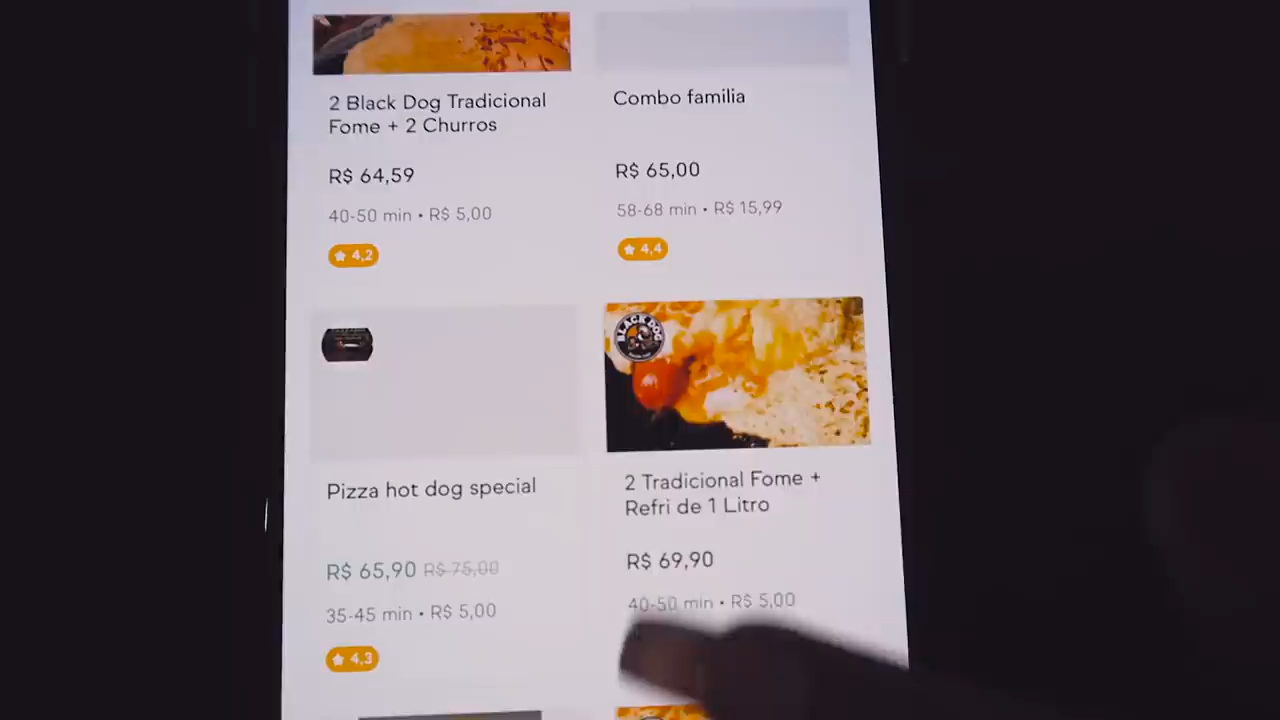 2 Black Dog Tradicional
Fome + 2 Churros
R$ 64,59
40-50 min • R$ 5,00
4,2
Combo familia
R$ 65,00
58-68 min • R$ 15,99
4,4
Pizza hot dog special
R$ 65,90 R$ 75,00
35-45 min • R$ 5,00
4,3
BLACK DOG
2 Tradicional Fome +
Refri de 1 Litro
R$ 69,90
40-50 min • R$ 5,00